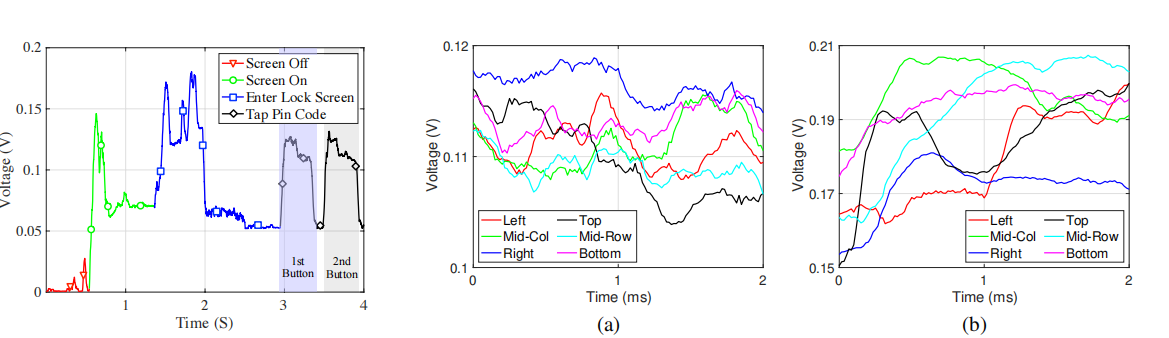 0.2
0.15
0.1
0.05
0
Voltage (V)
Screen Off
Screen On
Enter Lock Screen
Tap Pin Code
1st
Button
2nd
Button
1
2
3
4
Time (S)
0.12
0.11
0.1
Voltage (V)
Left
Top
Mid-Col
Mid-Row
Right
Bottom
0
1
2
Time (ms)
(a)
0.21
0.19
0.17
0.15
Voltage (V)
Left
Top
Mid-Col
Mid-Row
Right
Bottom
0
1
2
Time (ms)
(b)